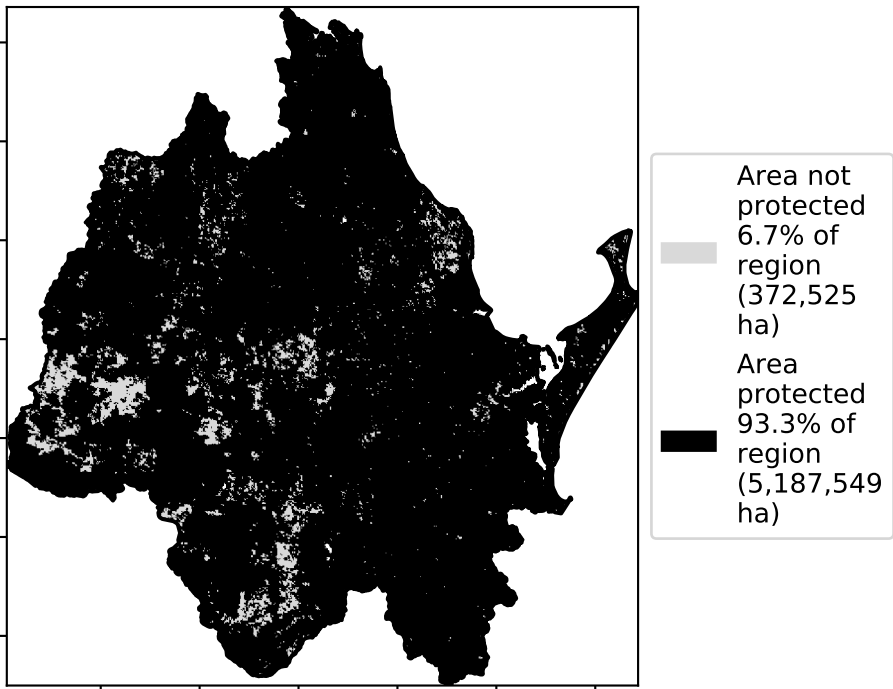 Area not
protected
6.7% of
region
(372,525
ha)
Area
protected
93.3% of
region
(5,187,549
ha)